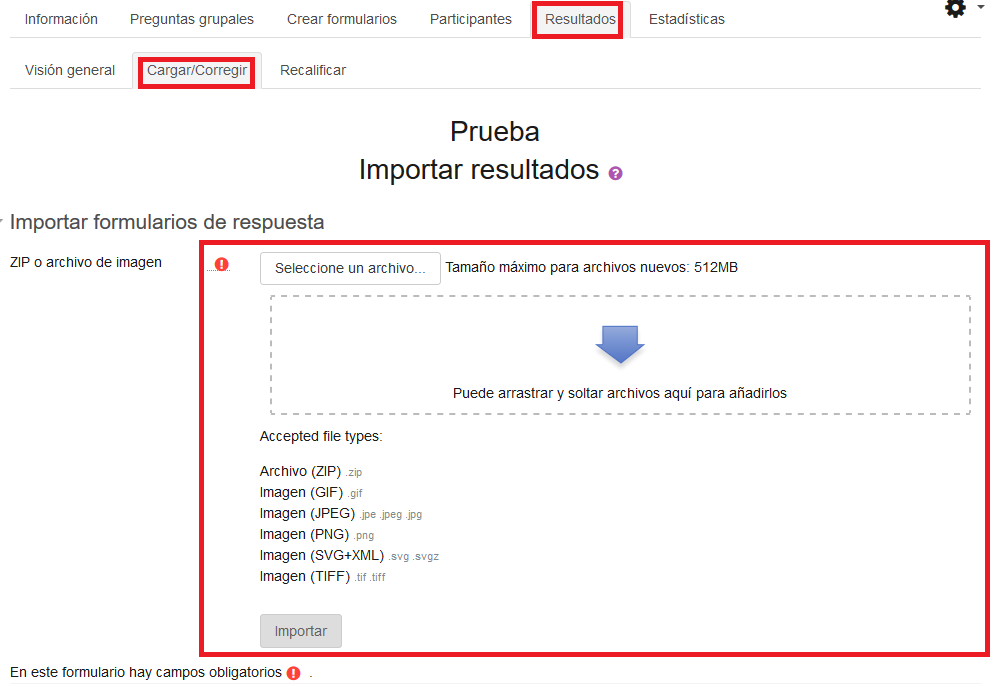 Información Preguntas grupales Crear formularios Participantes Resultados Estadísticas
Visión general Cargar/Corregir Recalificar
Prueba
Importar resultados ?
Importar formularios de respuesta
ZIP o archivo de imagen ! Seleccione un archivo... Tamaño máximo para archivos nuevos: 512MB
Puede arrastrar y soltar archivos aquí para añadirlos
Accepted file types:
Archivo (ZIP) .zip
Imagen (GIF) .gif
Imagen (JPEG) .jpe .jpeg .jpg
Imagen (PNG) .png
Imagen (SVG+XML) .svg .svgz
Imagen (TIFF) .tif .tiff
Importar
En este formulario hay campos obligatorios ! .